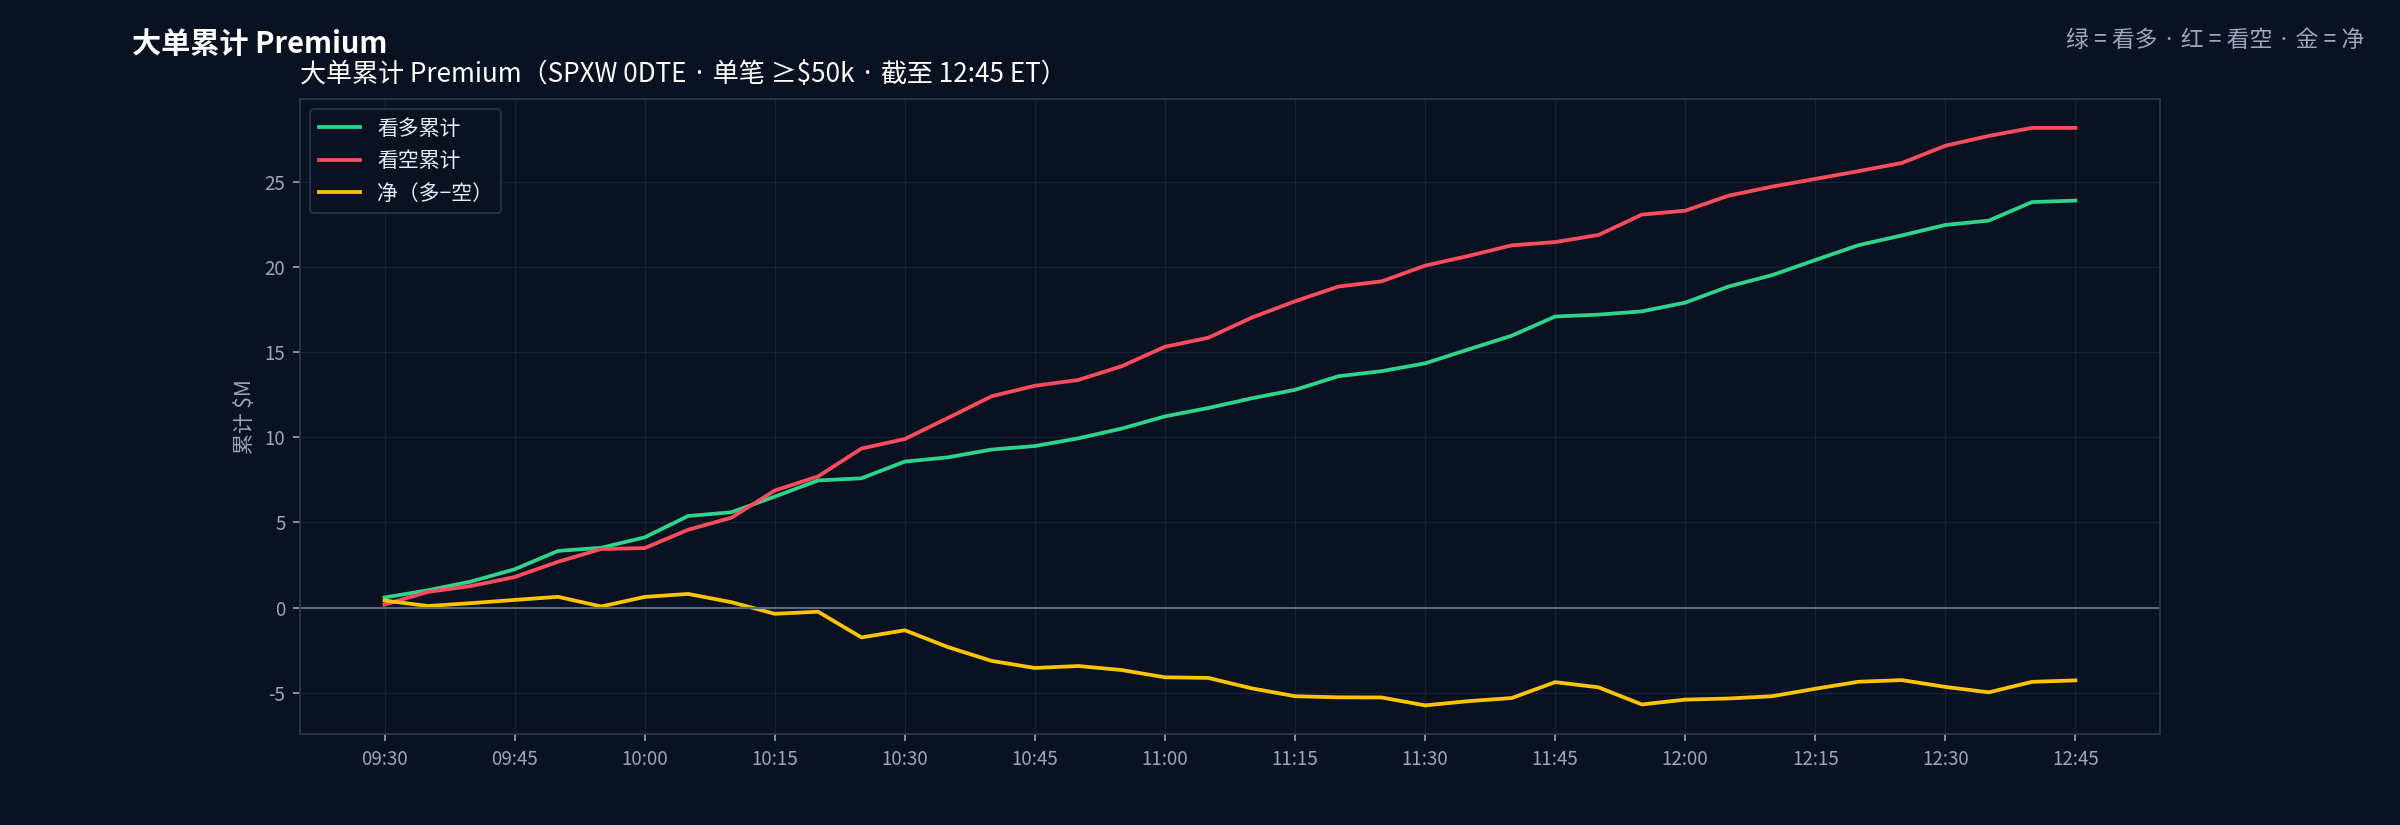 大单累计 Premium
绿 = 看多 · 红 = 看空 · 金 = 净
大单累计 Premium（SPXW 0DTE · 单笔 ≥$50k · 截至 12:45 ET）
看多累计
看空累计
净（多−空）
累计 $M
25
20
15
10
5
0
-5
09:30 09:45 10:00 10:15 10:30 10:45 11:00 11:15 11:30 11:45 12:00 12:15 12:30 12:45